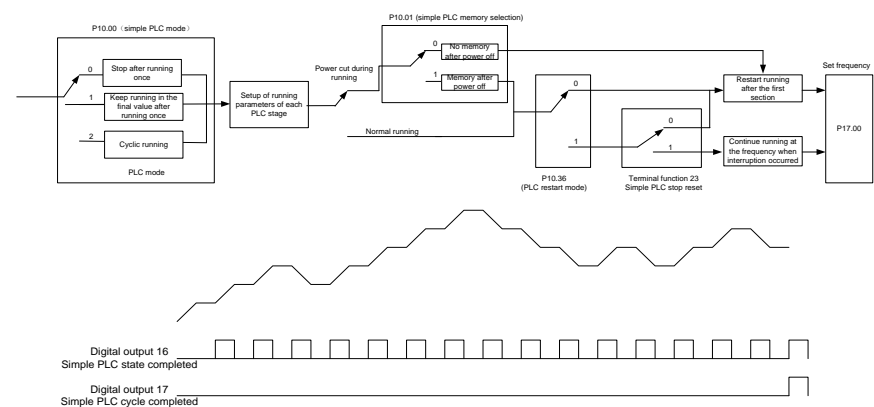 P10.00 (simple PLC mode)
0
Stop after running
once
1
Keep running in the
final value after
running once
2
Cyclic running
PLC mode
Setup of running
parameters of each
PLC stage
Power cut during
running
Normal running
P10.01 (simple PLC memory selection)
0
No memory
after power off
1
Memory after
power off
0
1
P10.36
(PLC restart mode)
0
1
Terminal function 23
Simple PLC stop reset
Restart running
after the first
section
Continue running at
the frequency when
interruption occurred
Set frequency
P17.00
Digital output 16
Simple PLC state completed
Digital output 17
Simple PLC cycle completed